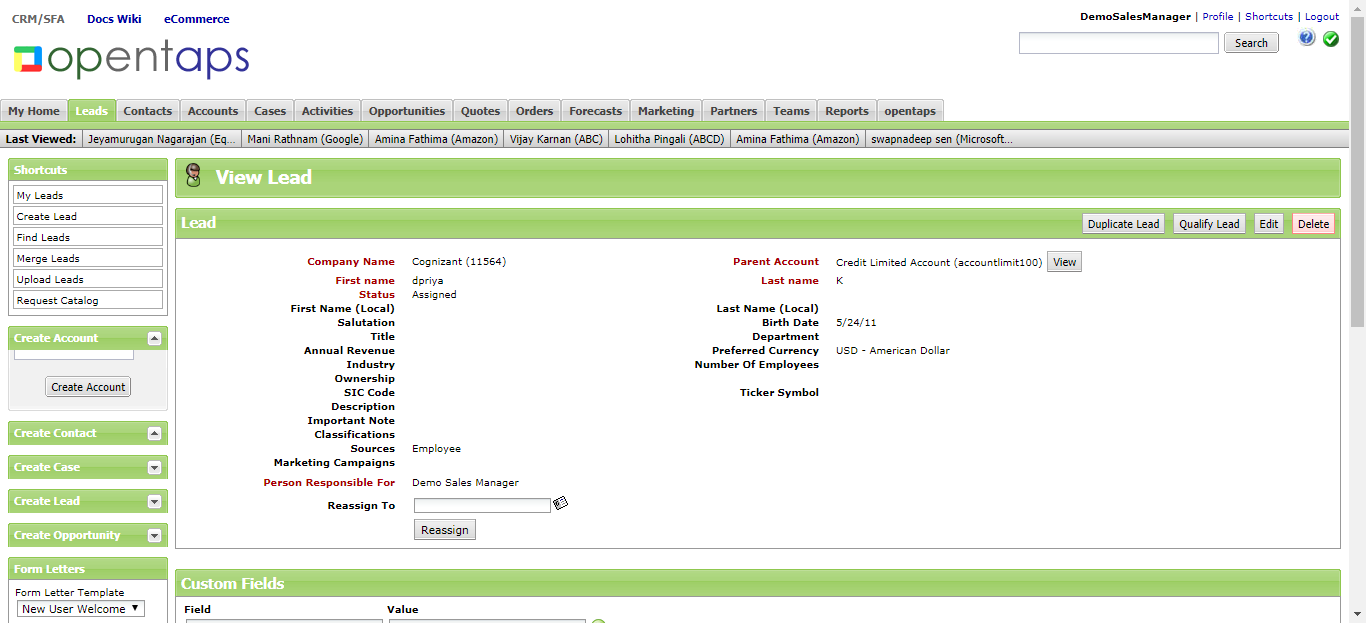 CRM/SFA Docs Wiki eCommerce
DemoSalesManager | Profile | Shortcuts | Logout
opentaps
Search
My Home Leads Contacts Accounts Cases Activities Opportunities Quotes Orders Forecasts Marketing Partners Teams Reports opentaps
Last Viewed: Jeyamurugan Nagarajan (Eq... Mani Rathnam (Google) Amina Fathima (Amazon) Vijay Karnan (ABC) Lohitha Pingali (ABCD) Amina Fathima (Amazon) swapnadeep sen (Microsoft...
Shortcuts
My Leads
Create Lead
Find Leads
Merge Leads
Upload Leads
Request Catalog
Create Account
Create Account
Create Contact
Create Case
Create Lead
Create Opportunity
Form Letters
Form Letter Template
New User Welcome
View Lead
Lead
Duplicate Lead Qualify Lead Edit Delete
Company Name Cognizant (11564) Parent Account Credit Limited Account (accountlimit100) View
First name dpriya Last name K
Status Assigned
First Name (Local) Last Name (Local)
Salutation Birth Date 5/24/11
Title Department
Annual Revenue Preferred Currency USD - American Dollar
Industry Number Of Employees
Ownership
SIC Code Ticker Symbol
Description
Important Note
Classifications
Sources Employee
Marketing Campaigns
Person Responsible For Demo Sales Manager
Reassign To
Reassign
Custom Fields
Field Value